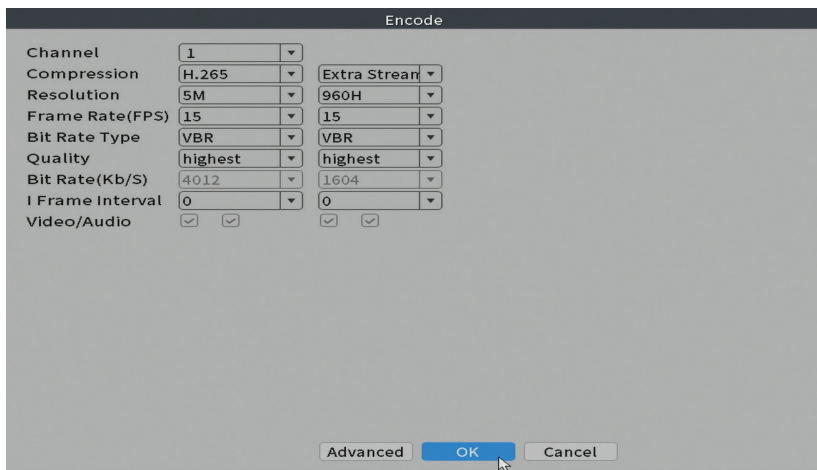 Encode
Channel 1
Compression H.265 Extra Stream
Resolution 5M 960H
Frame Rate(FPS) 15 15
Bit Rate Type VBR VBR
Quality highest highest
Bit Rate(Kb/S) 4012 1604
I Frame Interval 0 0
Video/Audio
Advanced OK Cancel